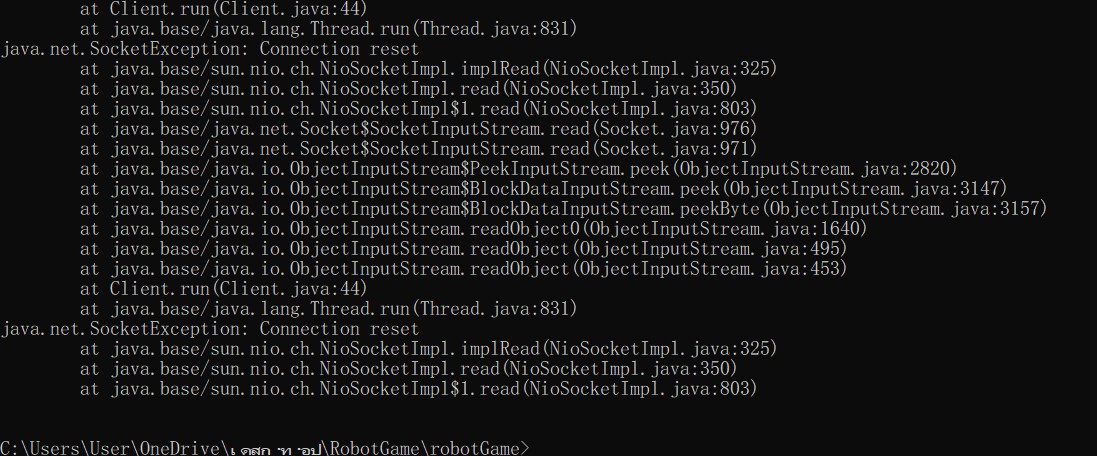 at Client.run(Client.java:44)
at java.base/java.lang.Thread.run(Thread.java:831)
java.net.SocketException: Connection reset
at java.base/sun.nio.ch.NioSocketImpl.implRead(NioSocketImpl.java:325)
at java.base/sun.nio.ch.NioSocketImpl.read(NioSocketImpl.java:350)
at java.base/sun.nio.ch.NioSocketImpl$1.read(NioSocketImpl.java:803)
at java.base/java.net.Socket$SocketInputStream.read(Socket.java:976)
at java.base/java.net.Socket$SocketInputStream.read(Socket.java:971)
at java.base/java.io.ObjectInputStream$PeekInputStream.peek(ObjectInputStream.java:2820)
at java.base/java.io.ObjectInputStream$BlockDataInputStream.peek(ObjectInputStream.java:3147)
at java.base/java.io.ObjectInputStream$BlockDataInputStream.peekByte(ObjectInputStream.java:3157)
at java.base/java.io.ObjectInputStream.readObject0(ObjectInputStream.java:1640)
at java.base/java.io.ObjectInputStream.readObject(ObjectInputStream.java:495)
at java.base/java.io.ObjectInputStream.readObject(ObjectInputStream.java:453)
at Client.run(Client.java:44)
at java.base/java.lang.Thread.run(Thread.java:831)
java.net.SocketException: Connection reset
at java.base/sun.nio.ch.NioSocketImpl.implRead(NioSocketImpl.java:325)
at java.base/sun.nio.ch.NioSocketImpl.read(NioSocketImpl.java:350)
at java.base/sun.nio.ch.NioSocketImpl$1.read(NioSocketImpl.java:803)
C:\Users\User\OneDrive\เดสก์ท็อป\RobotGame\robotGame>